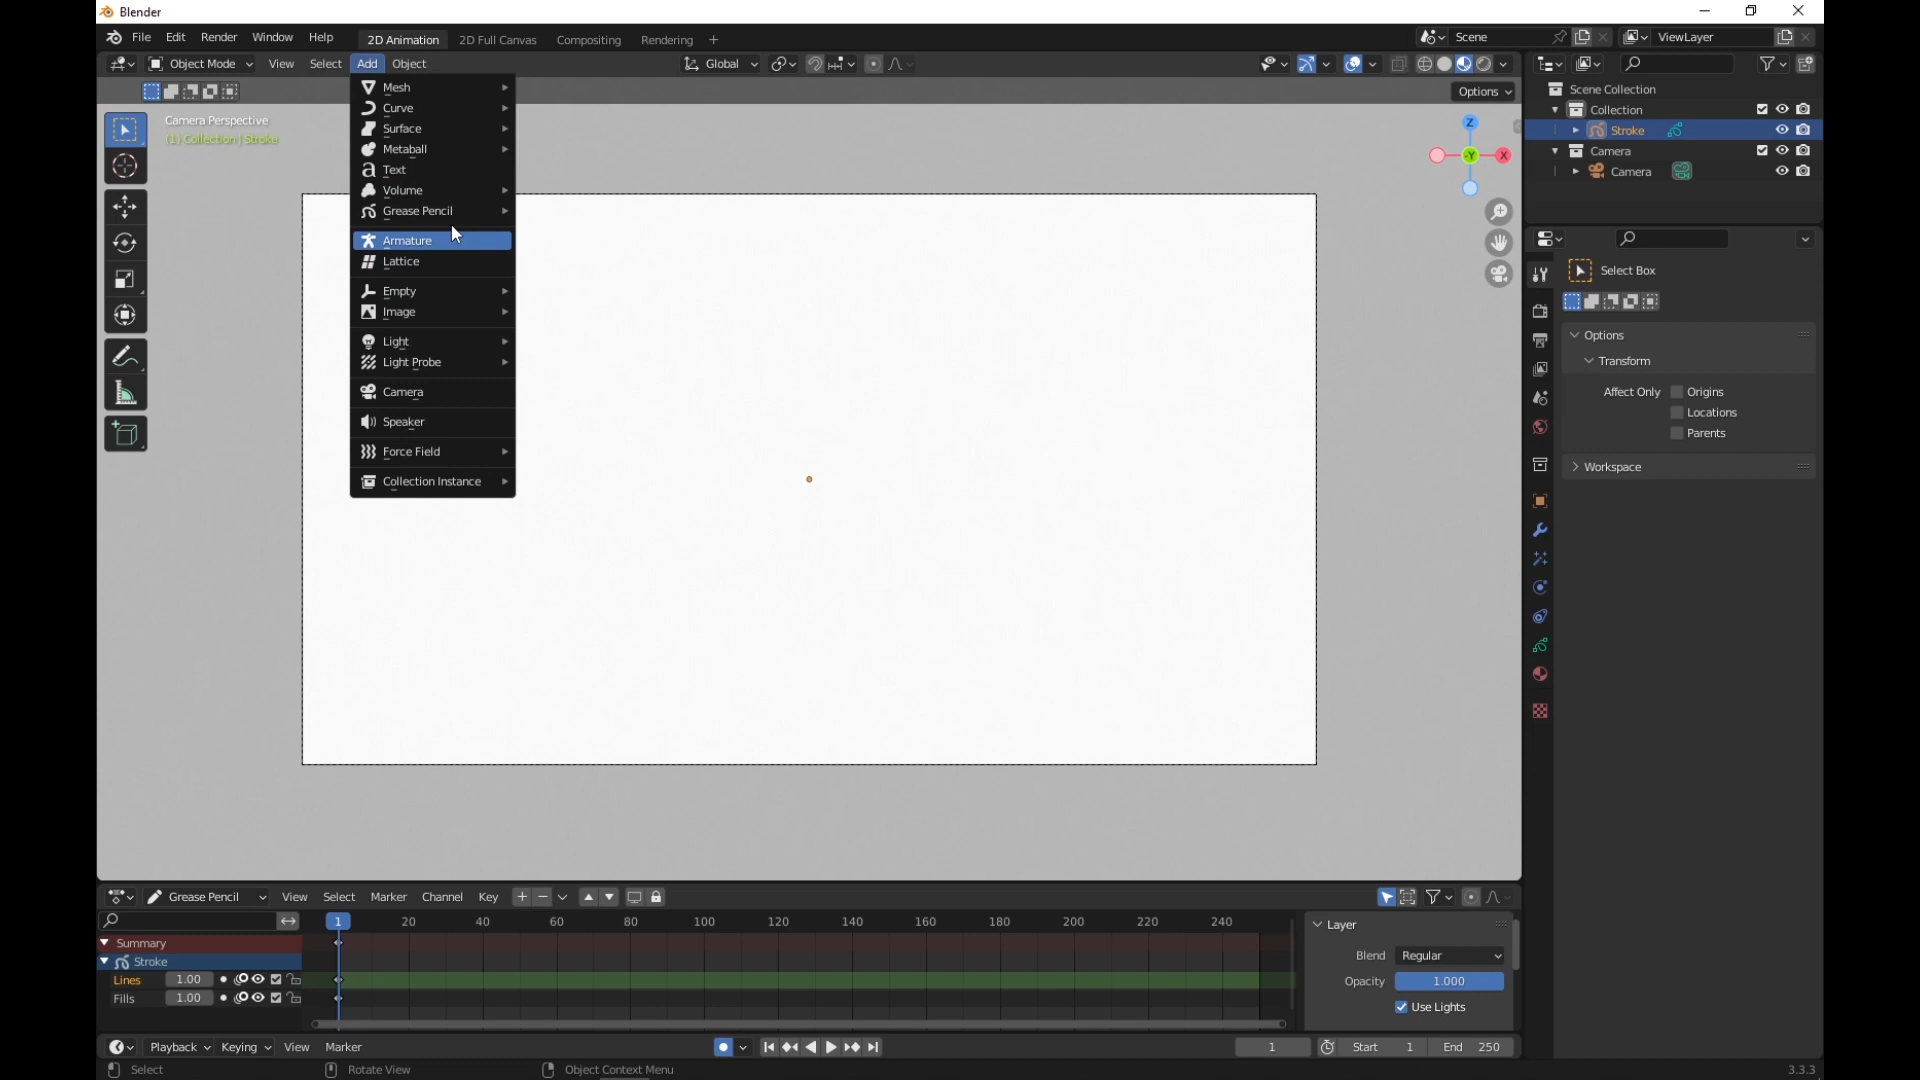 Blender
File Edit Render Window Help 2D Animation 2D Full Canvas Compositing Rendering + Scene ViewLayer
Object Mode View Select Add Object Global
Options
Camera Perspective
(1) Collection | Stroke
Mesh
Curve
Surface
Metaball
Text
Volume
Grease Pencil
Armature
Lattice
Empty
Image
Light
Light Probe
Camera
Speaker
Force Field
Collection Instance
Z
-Y X
Scene Collection
Collection
Stroke
Camera
Camera
Select Box
Options
Transform
Affect Only Origins
Locations
Parents
Workspace
Grease Pencil View Select Marker Channel Key
1 20 40 60 80 100 120 140 160 180 200 220 240
Summary
Stroke
Lines 1.00
Fills 1.00
Layer
Blend Regular
Opacity 1.000
Use Lights
Playback Keying View Marker 1 Start 1 End 250
Select Rotate View Object Context Menu 3.3.3